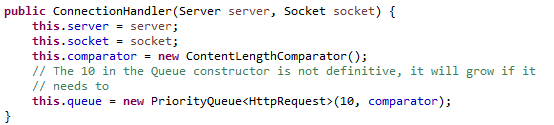 public ConnectionHandler(Server server, Socket socket) {
    this.server = server;
    this.socket = socket;
    this.comparator = new ContentLengthComparator();
    // The 10 in the Queue constructor is not definitive, it will grow if it
    // needs to
    this.queue = new PriorityQueue<HttpRequest>(10, comparator);
}